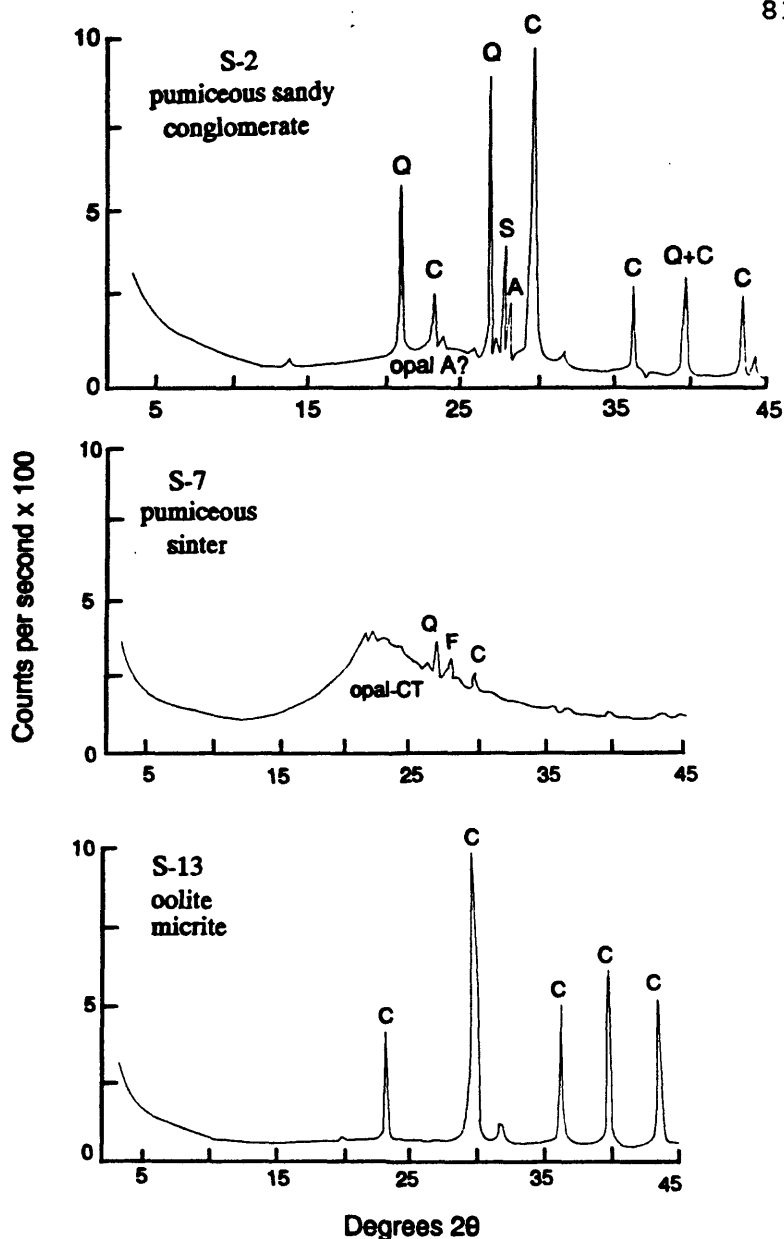 81
10
5
0
S-2
pumiceous sandy
conglomerate
Q
C
Q
S
A
C
C
Q+C
C
opal A?
5 15 25 35 45
Counts per second x 100
10
5
0
S-7
pumiceous
sinter
Q
F
C
opal-CT
5 15 25 35 45
10
5
0
S-13
oolite
micrite
C
C
C
C
C
5 15 25 35 45
Degrees 2θ